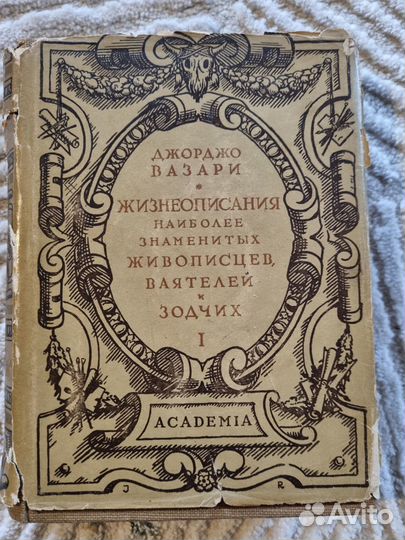 ДЖОРДЖО
ВАЗАРИ
ЖИЗНЕОПИСАНИЯ
НАИБОЛЕЕ
ЗНАМЕНИТЫХ
ЖИВОПИСЦЕВ,
ВАЯТЕЛЕЙ
И
ЗОДЧИХ
I
ACADEMIA
J R
Avito